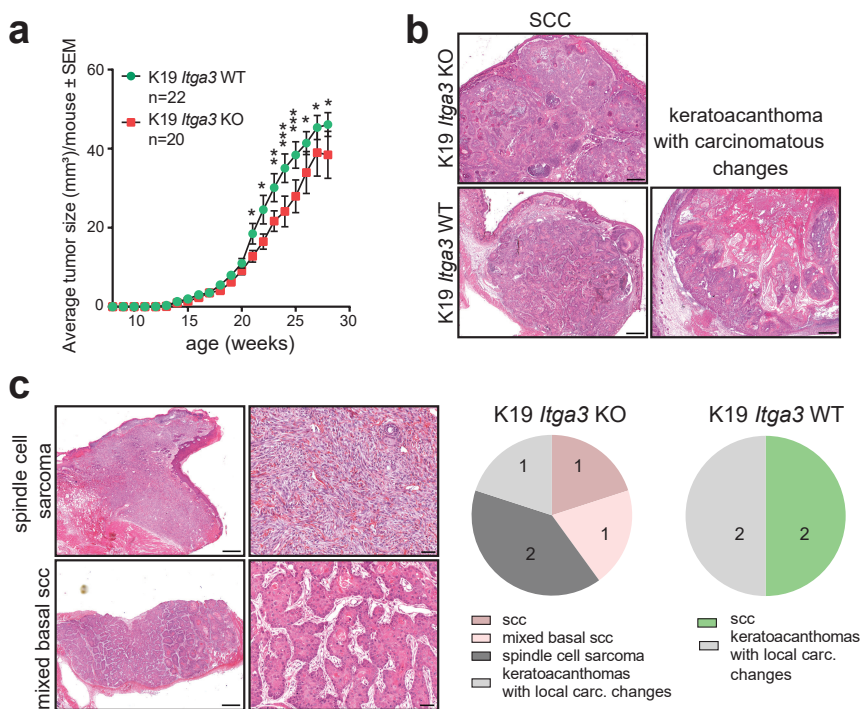 a
Average tumor size (mm³)/mouse ± SEM
60
40
20
0
10
15
20
25
30
age (weeks)
K19 Itga3 WT
n=22
K19 Itga3 KO
n=20
*
*
**
***
***
*
*
*
b
SCC
K19 Itga3 KO
K19 Itga3 WT
keratoacanthoma
with carcinomatous
changes
c
spindle cell
sarcoma
mixed basal scc
K19 Itga3 KO
1
1
1
2
scc
mixed basal scc
spindle cell sarcoma
keratoacanthomas
with local carc. changes
K19 Itga3 WT
2
2
scc
keratoacanthomas
with local carc.
changes